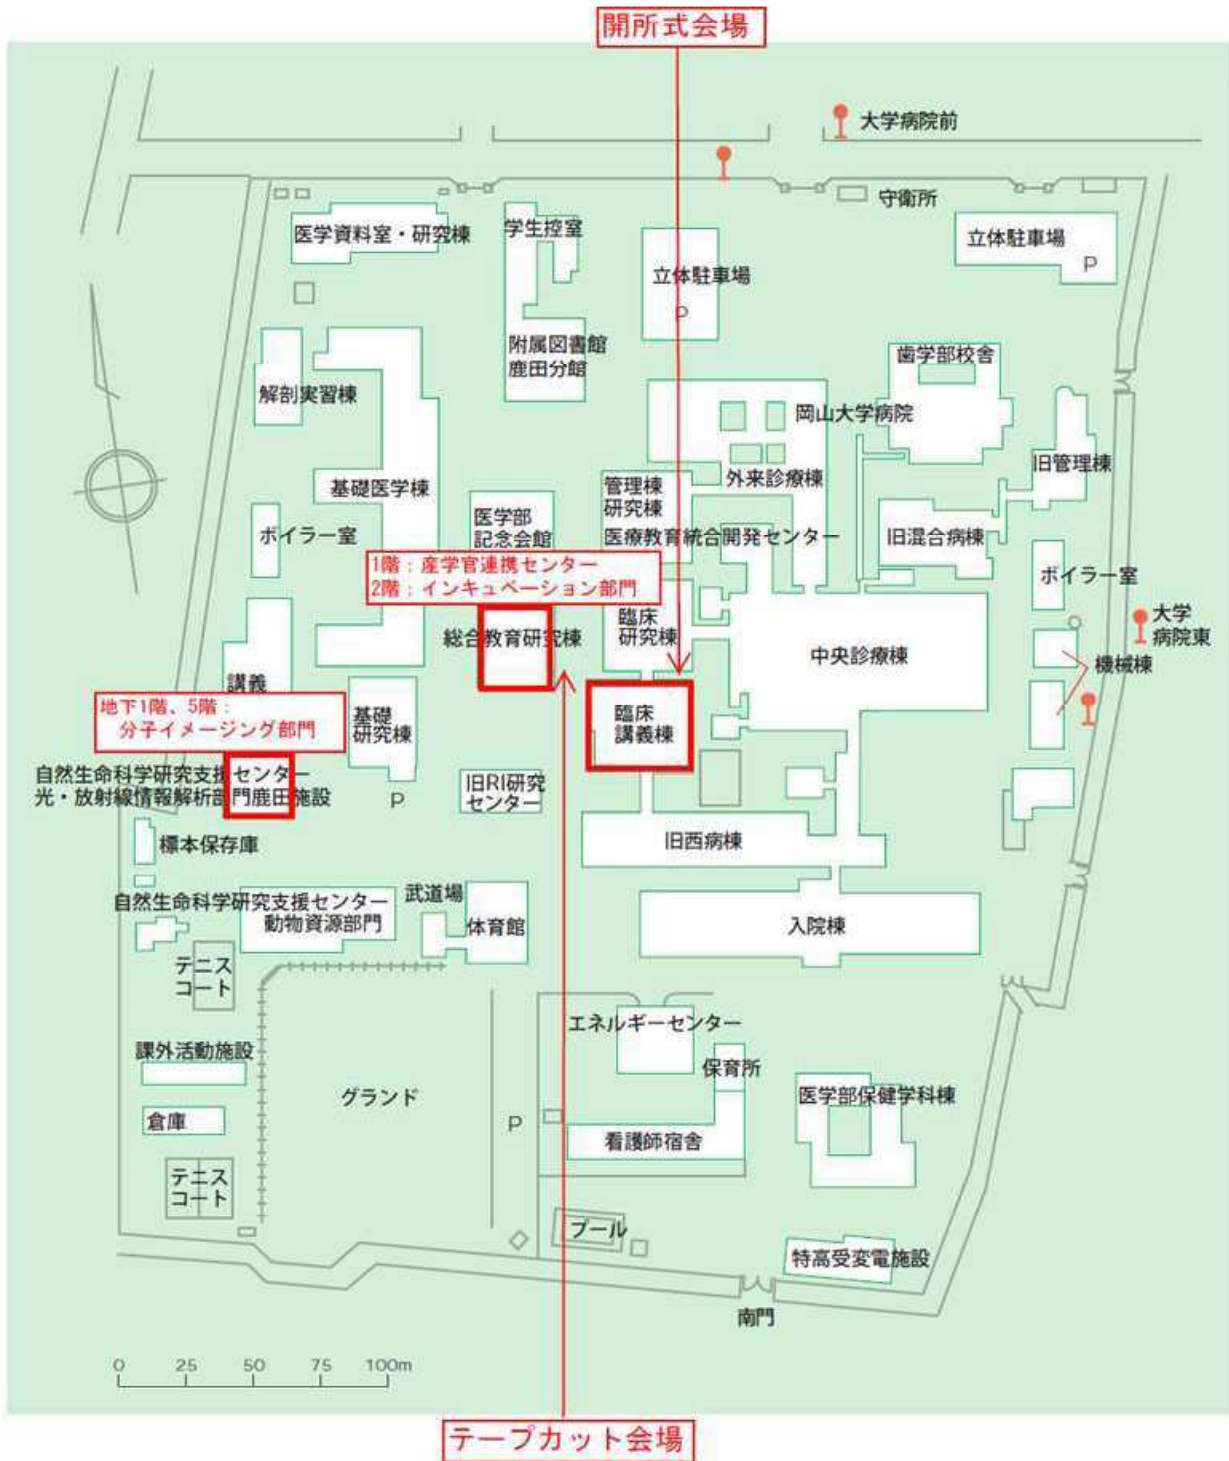 開所式会場
大学病院前
守衛所
医学資料室・研究棟
学生控室
立体駐車場
P
立体駐車場
P
附属図書館
鹿田分館
歯学部校舎
解剖実習棟
岡山大学病院
外来診療棟
旧管理棟
基礎医学棟
管理棟
研究棟
医学部
記念会館
医療教育統合開発センター
旧混合病棟
ボイラー室
1階：産学官連携センター
2階：インキュベーション部門
ボイラー室
臨床
研究棟
総合教育研究棟
大学
病院東
中央診療棟
機械棟
講義
地下1階、5階：
分子イメージング部門
基礎
研究棟
臨床
講義棟
自然生命科学研究支援センター
光・放射線情報解析部門鹿田施設
P
旧RI研究
センター
標本保存庫
旧西病棟
自然生命科学研究支援センター
動物資源部門
武道場
体育館
入院棟
テニス
コート
エネルギーセンター
課外活動施設
保育所
グランド
医学部保健学科棟
倉庫
P
看護師宿舎
テニス
コート
プール
特高受変電施設
南門
0 25 50 75 100m
テープカット会場